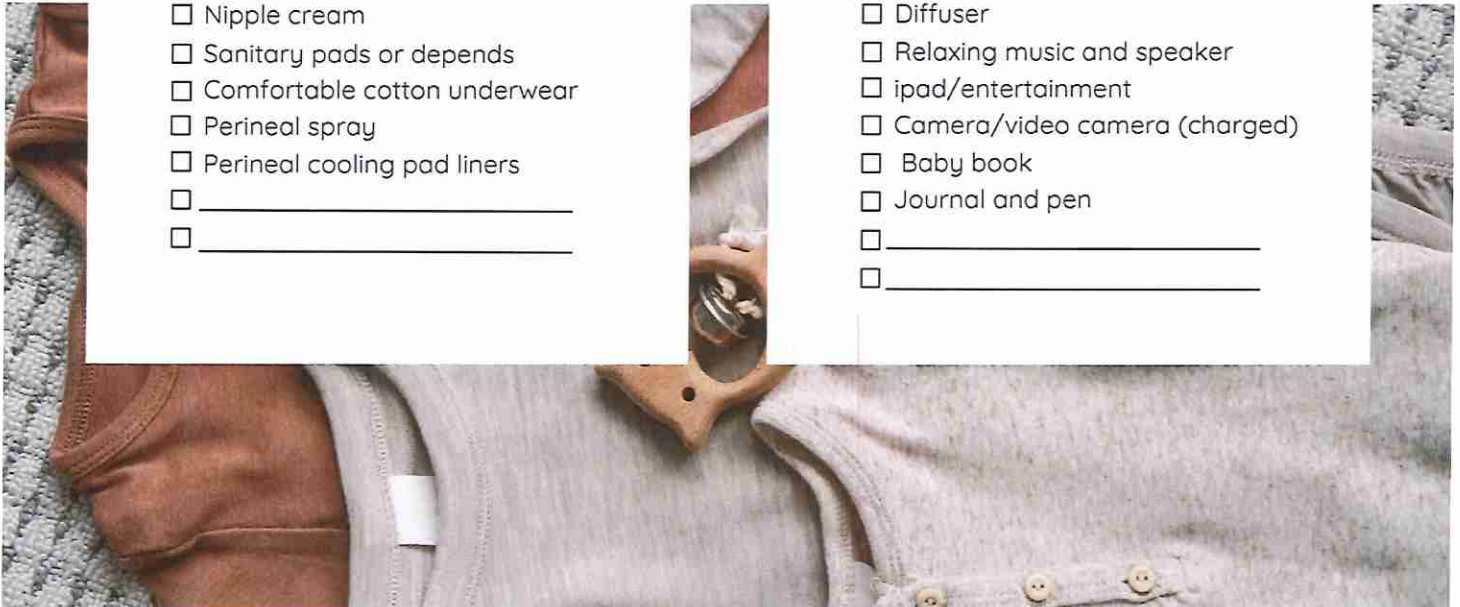 Nipple cream
Sanitary pads or depends
Comfortable cotton underwear
Perineal spray
Perineal cooling pad liners
Diffuser
Relaxing music and speaker
ipad/entertainment
Camera/video camera (charged)
Baby book
Journal and pen